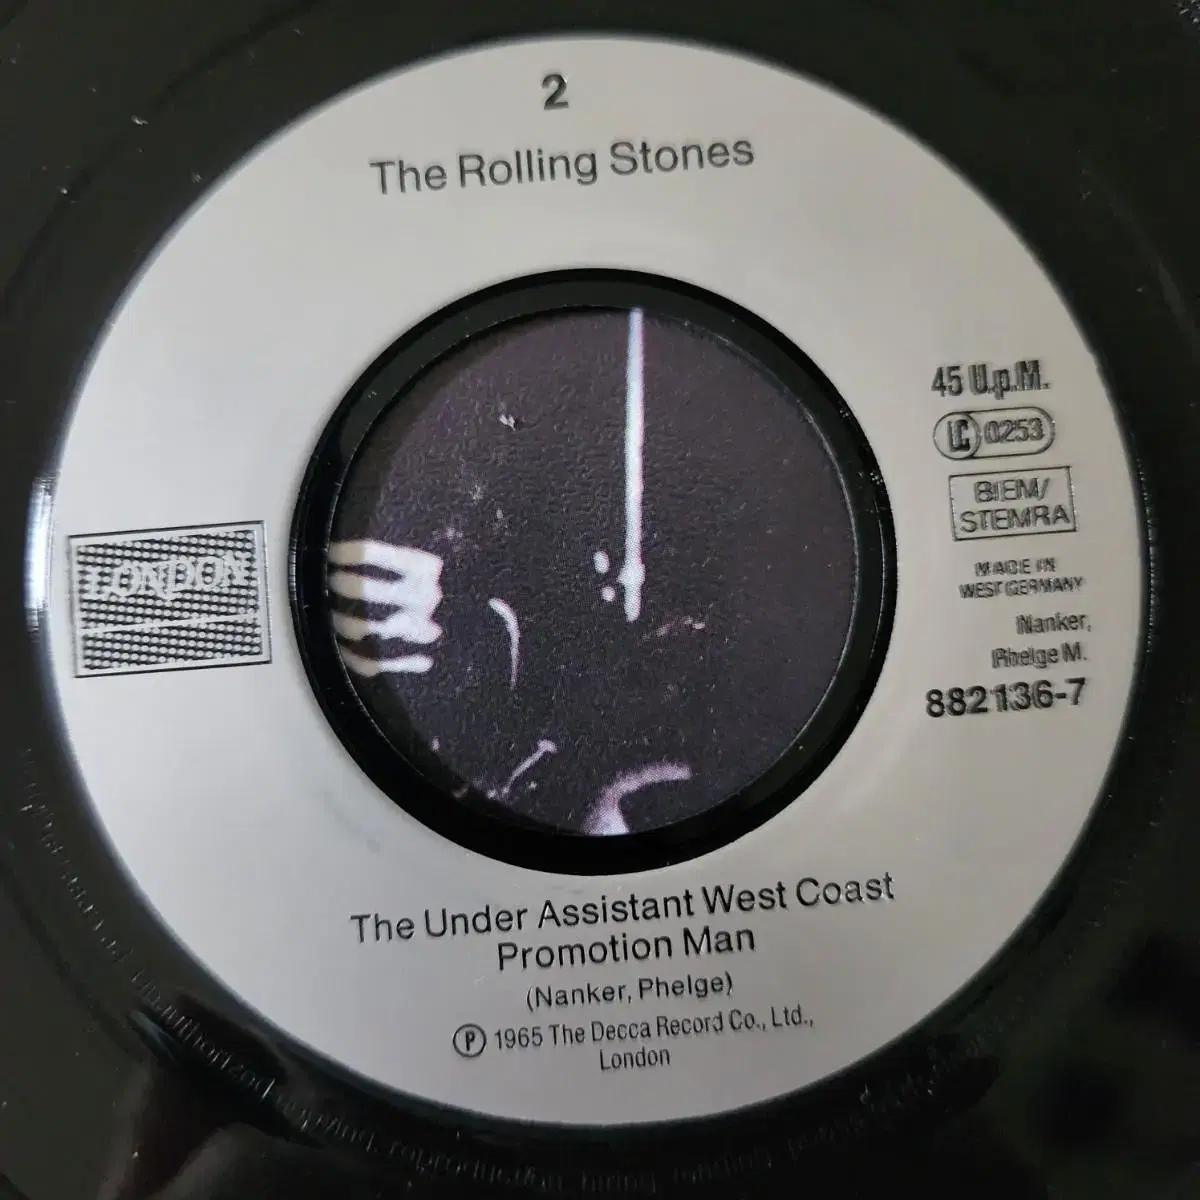 2
The Rolling Stones
45 U.p.M.
LC 0253
BIEM/
STEMRA
MADE IN
WEST GERMANY
Nanker,
Phelge M.
882136-7
LONDON
The Under Assistant West Coast
Promotion Man
(Nanker, Phelge)
Ⓟ 1965 The Decca Record Co., Ltd.,
London